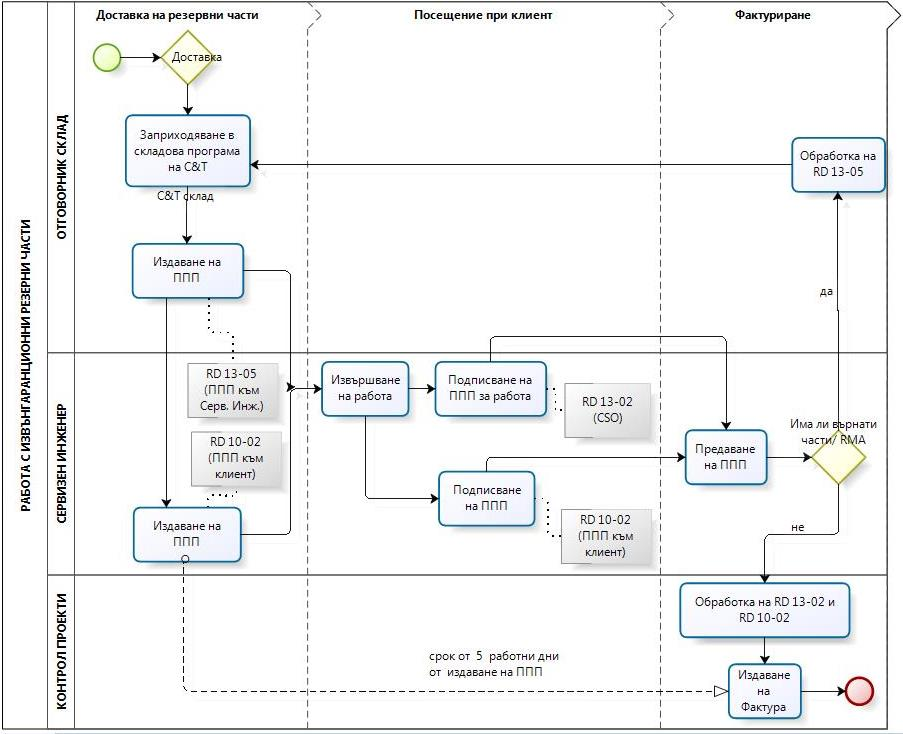 Доставка на резервни части
Посещение при клиент
Фактуриране
РАБОТА С ИЗВЪНГАРАНЦИОННИ РЕЗЕРВНИ ЧАСТИ
ОТГОВОРНИК СКЛАД
Доставка
Заприходяване в
складова програма
на C&T
C&T склад
Издаване на
ППП
Обработка на
RD 13-05
да
СЕРВИЗЕН ИНЖЕНЕР
RD 13-05
(ППП към
Серв. Инж.)
RD 10-02
(ППП към
клиент)
Издаване на
ППП
Извършване
на работа
Подписване на
ППП за работа
RD 13-02
(CSO)
Подписване
на ППП
RD 10-02
(ППП към
клиент)
Предаване
на ППП
Има ли върнати
части/ RMA
не
КОНТРОЛ ПРОЕКТИ
Обработка на RD 13-02 и
RD 10-02
срок от 5 работни дни
от издаване на ППП
Издаване
на
Фактура